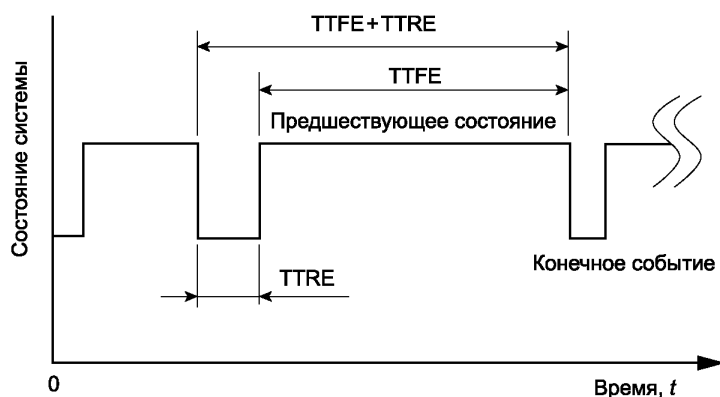 TTFE+TTRE
TTFE
Предшествующее состояние
Состояние системы
Конечное событие
TTRE
0
Время, t